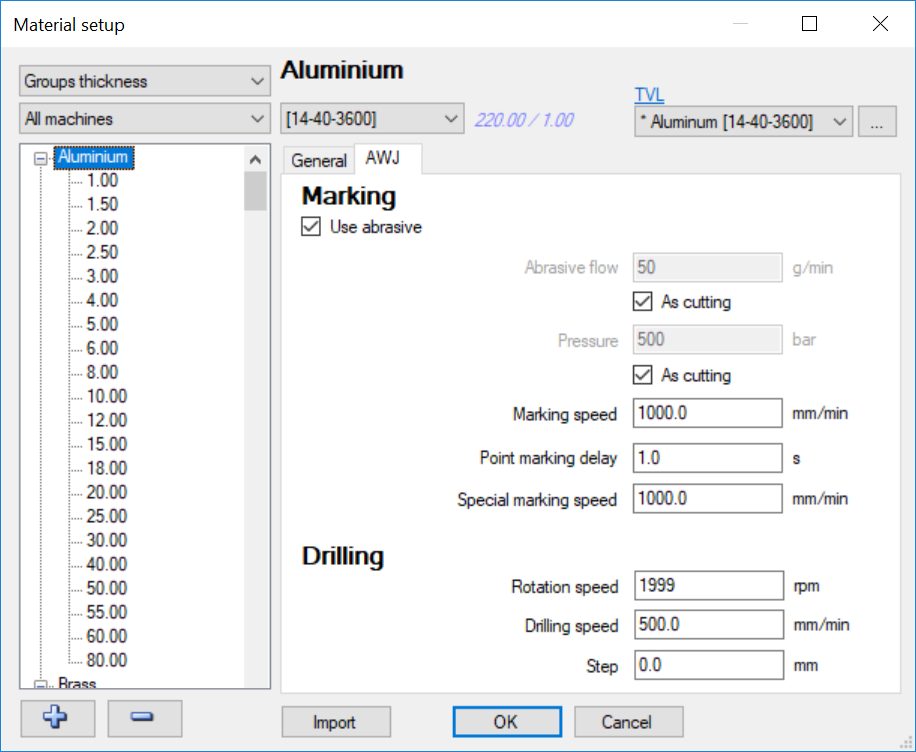 Material setup
Groups thickness
All machines
Aluminium
1.00
1.50
2.00
2.50
3.00
4.00
5.00
6.00
8.00
10.00
12.00
15.00
18.00
20.00
25.00
30.00
40.00
50.00
55.00
60.00
80.00
Brass
Aluminium
[14-40-3600]
220.00 / 1.00
TVL
* Aluminum [14-40-3600]
...
General
AWJ
Marking
Use abrasive
Abrasive flow 50 g/min
As cutting
Pressure 500 bar
As cutting
Marking speed 1000.0 mm/min
Point marking delay 1.0 s
Special marking speed 1000.0 mm/min
Drilling
Rotation speed 1999 rpm
Drilling speed 500.0 mm/min
Step 0.0 mm
Import
OK
Cancel